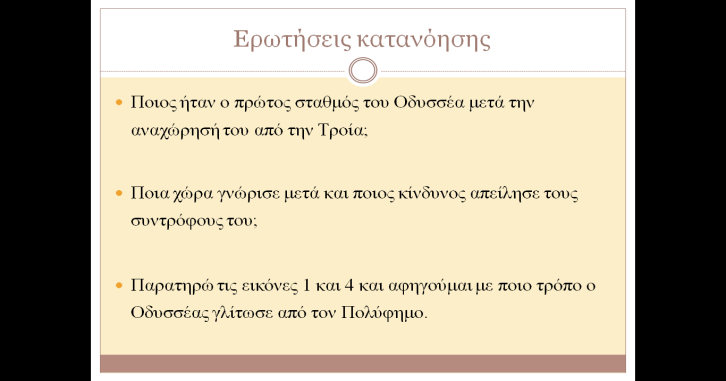 Ερωτήσεις κατανόησης
• Ποιος ήταν ο πρώτος σταθμός του Οδυσσέα μετά την
αναχώρησή του από την Τροία;
• Ποια χώρα γνώρισε μετά και ποιος κίνδυνος απείλησε τους
συντρόφους του;
• Παρατηρώ τις εικόνες 1 και 4 και αφηγούμαι με ποιο τρόπο ο
Οδυσσέας γλίτωσε από τον Πολύφημο.